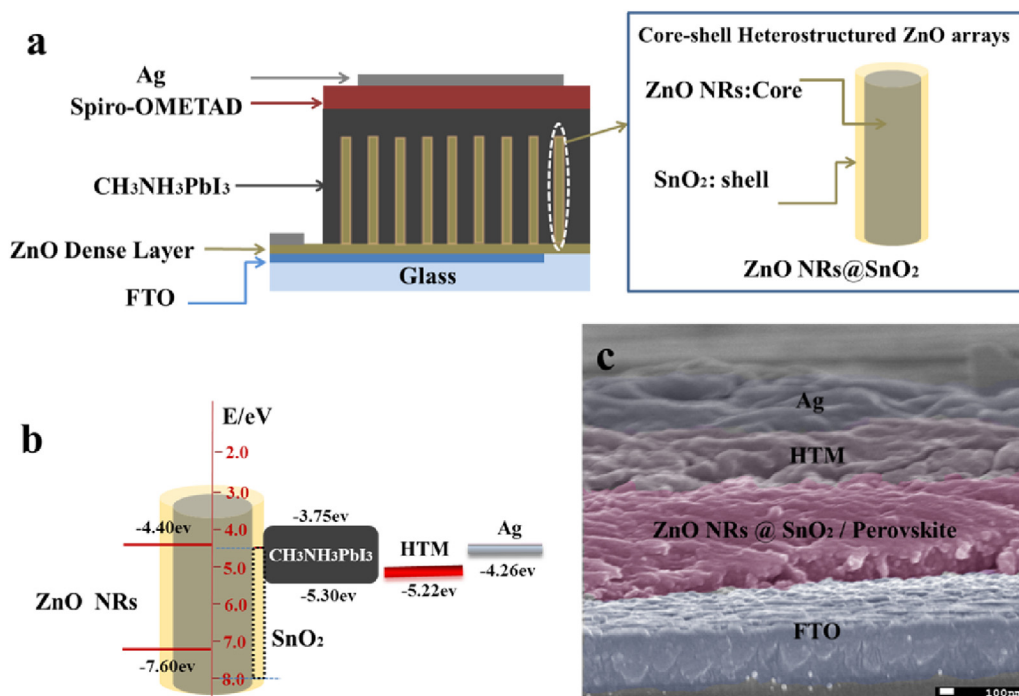 a
Ag
Spiro-OMETAD
CH₃NH₃PbI₃
ZnO Dense Layer
FTO
Glass
Core-shell Heterostructured ZnO arrays
ZnO NRs:Core
SnO₂: shell
ZnO NRs@SnO₂
b
E/eV
2.0
3.0
4.0
5.0
6.0
7.0
8.0
-4.40ev
ZnO NRs
-7.60ev
SnO₂
-3.75ev
CH₃NH₃PbI₃
-5.30ev
HTM
-5.22ev
Ag
-4.26ev
c
Ag
HTM
ZnO NRs @ SnO₂ / Perovskite
FTO
100nm